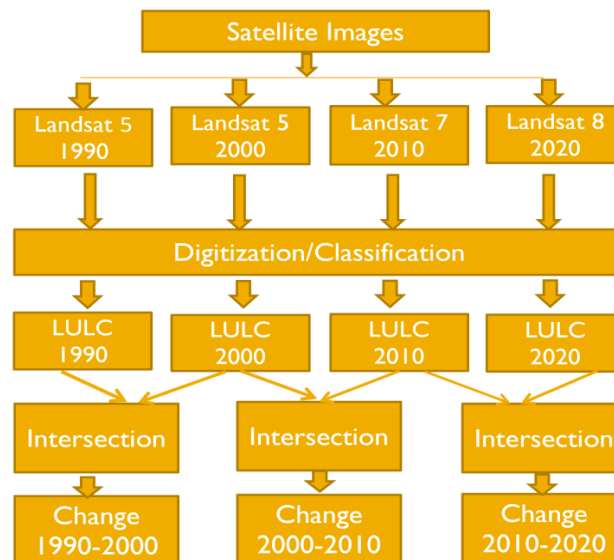 Satellite Images
Landsat 5
1990
Landsat 5
2000
Landsat 7
2010
Landsat 8
2020
Digitization/Classification
LULC
1990
LULC
2000
LULC
2010
LULC
2020
Intersection
Intersection
Intersection
Change
1990-2000
Change
2000-2010
Change
2010-2020